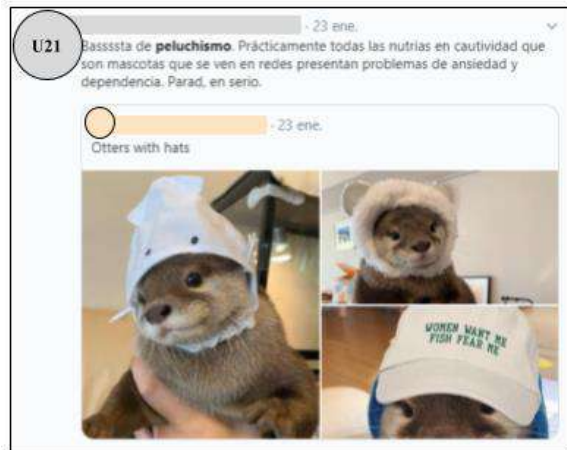 U21
· 23 ene.
Bassssta de peluchismo. Prácticamente todas las nutrias en cautividad que
son mascotas que se ven en redes presentan problemas de ansiedad y
dependencia. Parad, en serio.
· 23 ene.
Otters with hats
WOMEN WANT ME
FISH FEAR ME